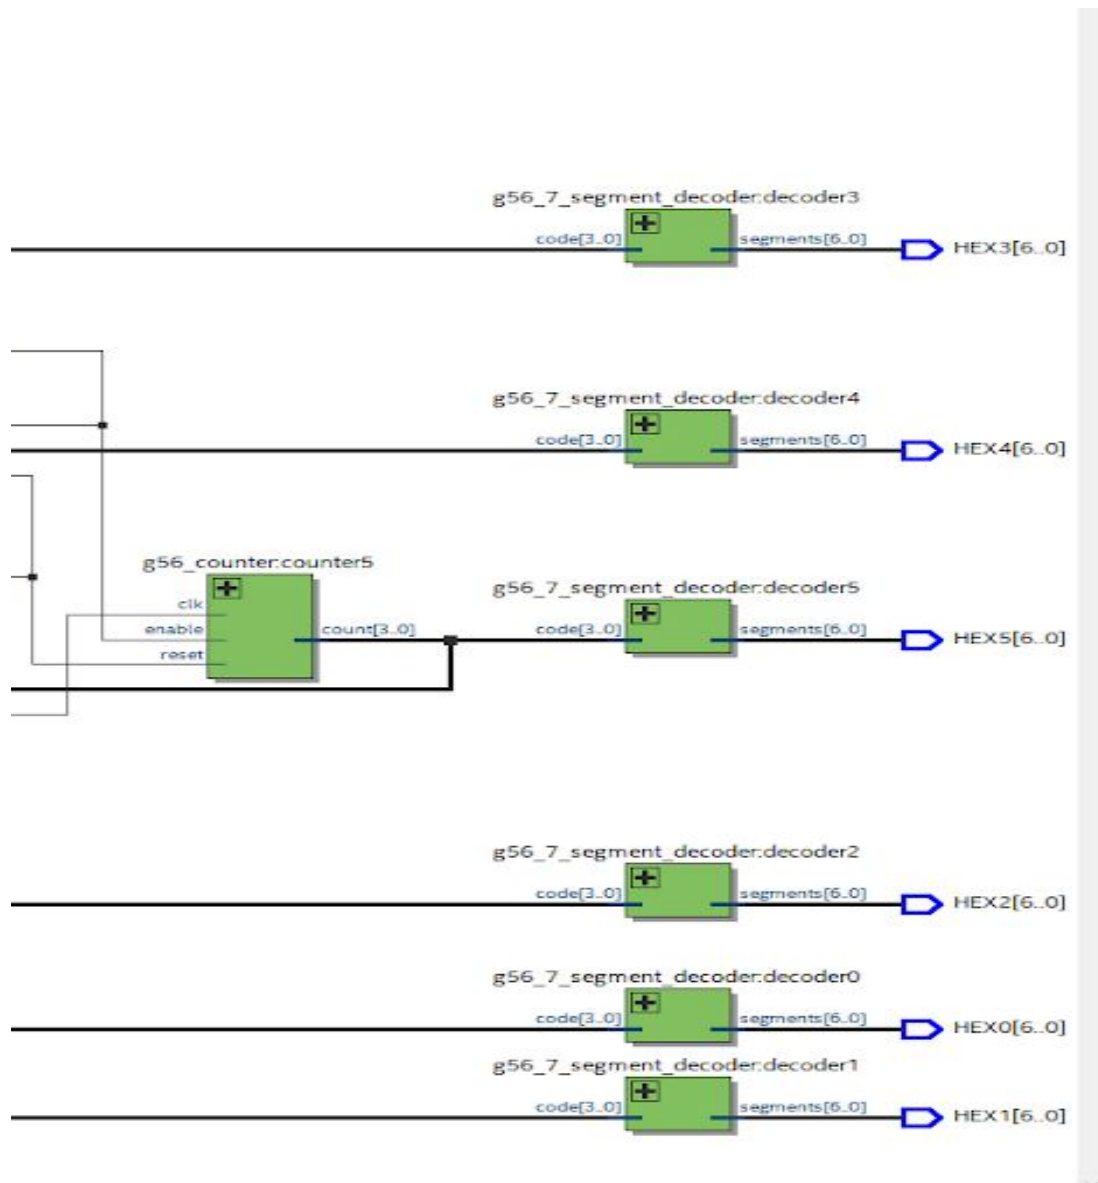 g56_7_segment_decoder:decoder3
code[3..0]
segments[6..0]
HEX3[6..0]
g56_7_segment_decoder:decoder4
code[3..0]
segments[6..0]
HEX4[6..0]
g56_counter:counter5
clk
enable
reset
count[3..0]
g56_7_segment_decoder:decoder5
code[3..0]
segments[6..0]
HEX5[6..0]
g56_7_segment_decoder:decoder2
code[3..0]
segments[6..0]
HEX2[6..0]
g56_7_segment_decoder:decoder0
code[3..0]
segments[6..0]
HEX0[6..0]
g56_7_segment_decoder:decoder1
code[3..0]
segments[6..0]
HEX1[6..0]